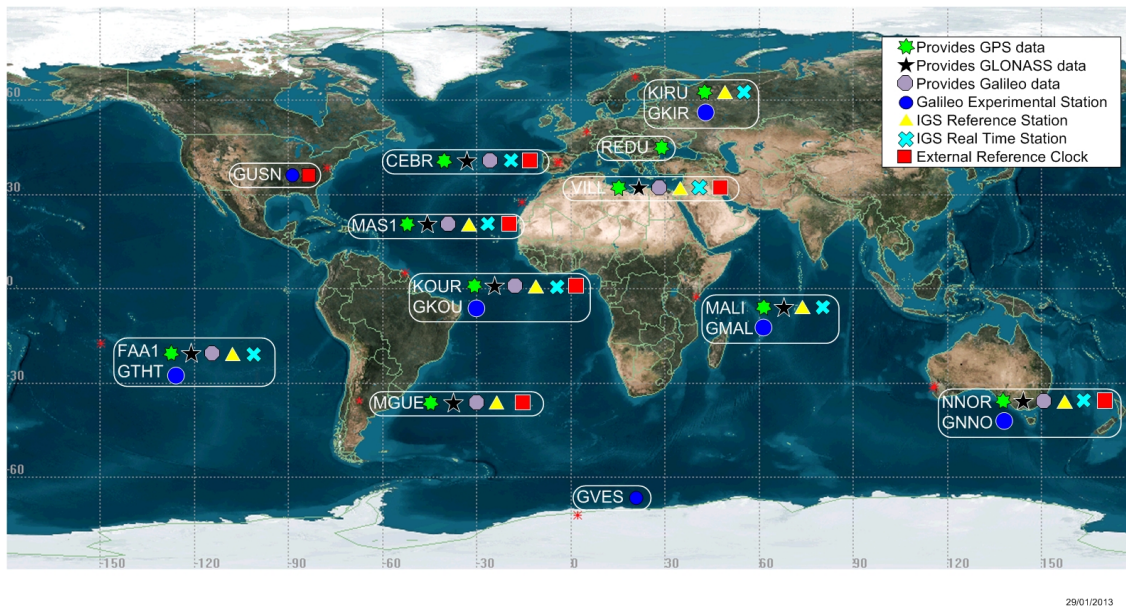 Provides GPS data
Provides GLONASS data
Provides Galileo data
Galileo Experimental Station
IGS Reference Station
IGS Real Time Station
External Reference Clock
60
KIRU
GKIR
REDU
CEBR
GUSN
VILL
30
MAS1
0
KOUR
GKOU
MALI
GMAL
FAA1
GTHT
30
MGUE
NNOR
GNNO
60
GVES
-150 -120 -90 -60 -30 0 30 60 90 120 150
29/01/2013